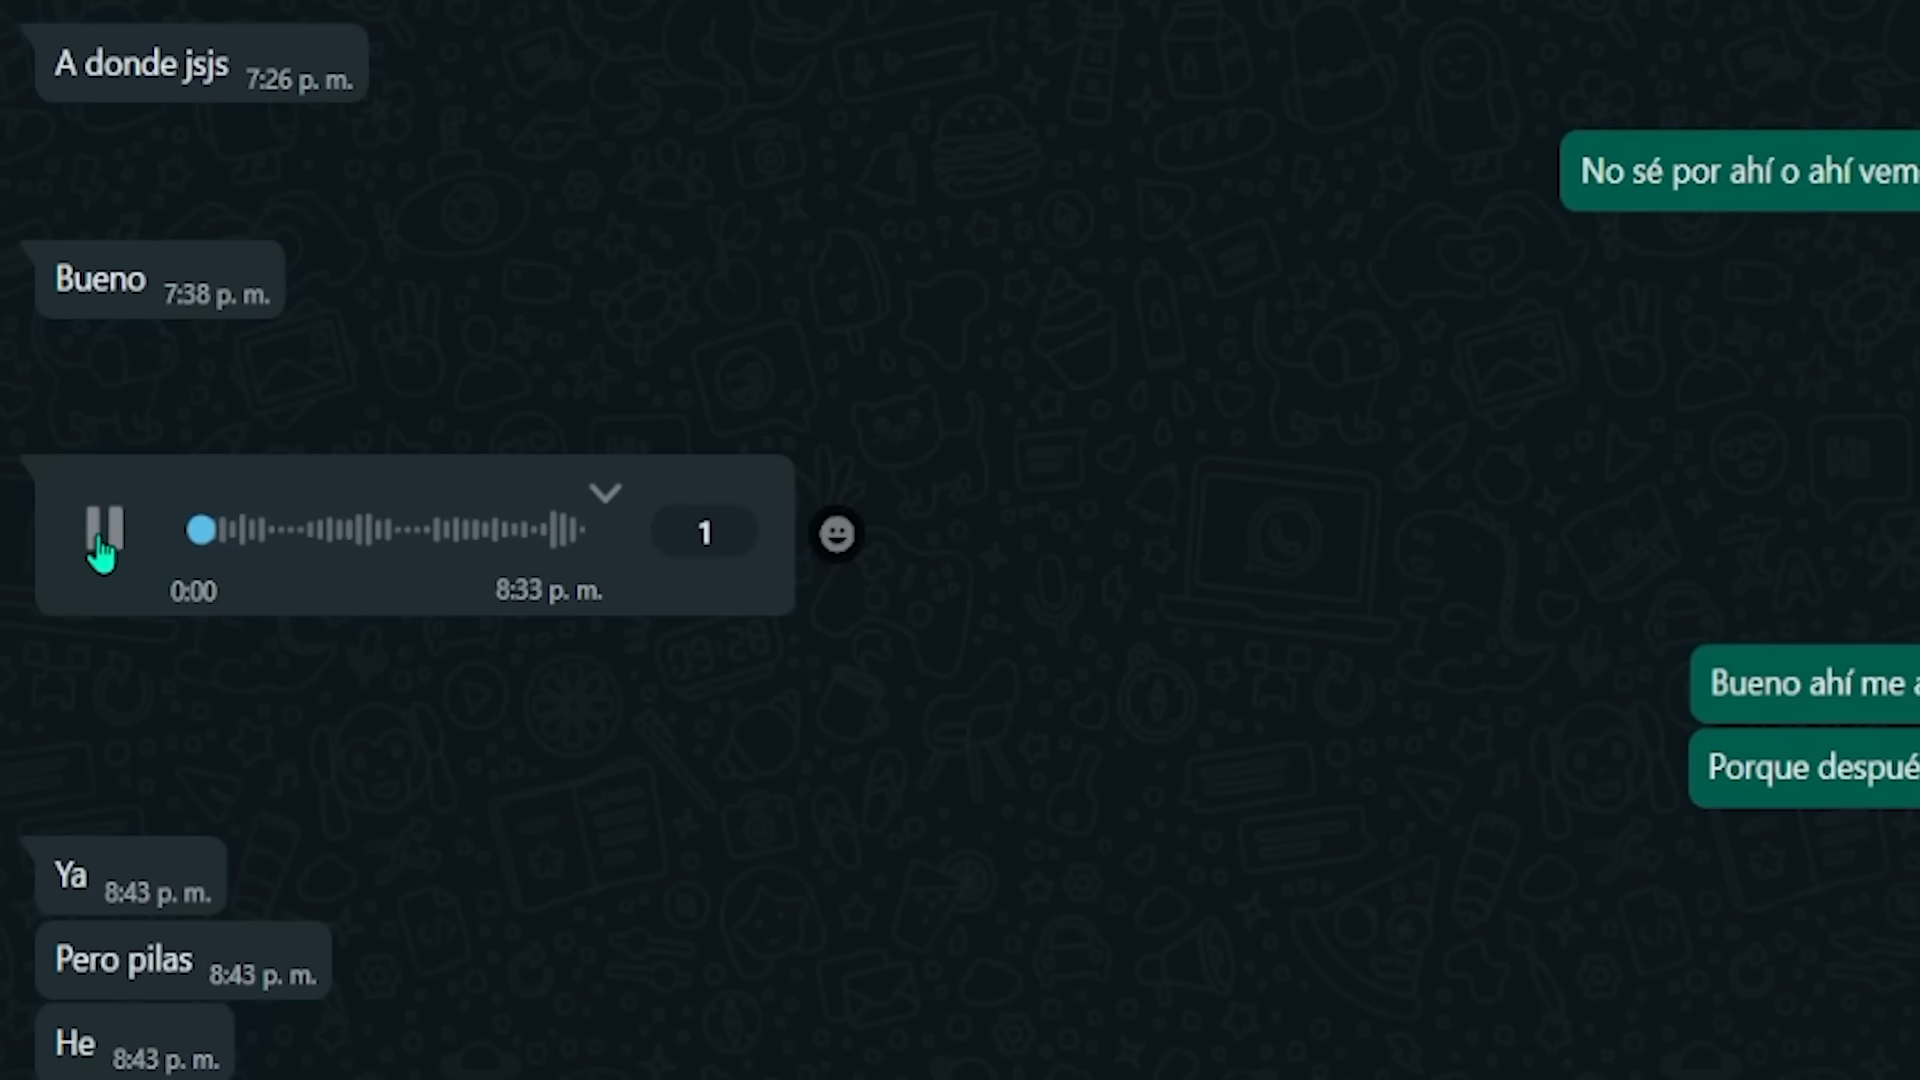 A donde jsjs 7:26 p. m.
No sé por ahí o ahí vem
Bueno 7:38 p. m.
1
0:00 8:33 p. m.
Bueno ahí me a
Porque despué
Ya 8:43 p. m.
Pero pilas 8:43 p. m.
He 8:43 p. m.